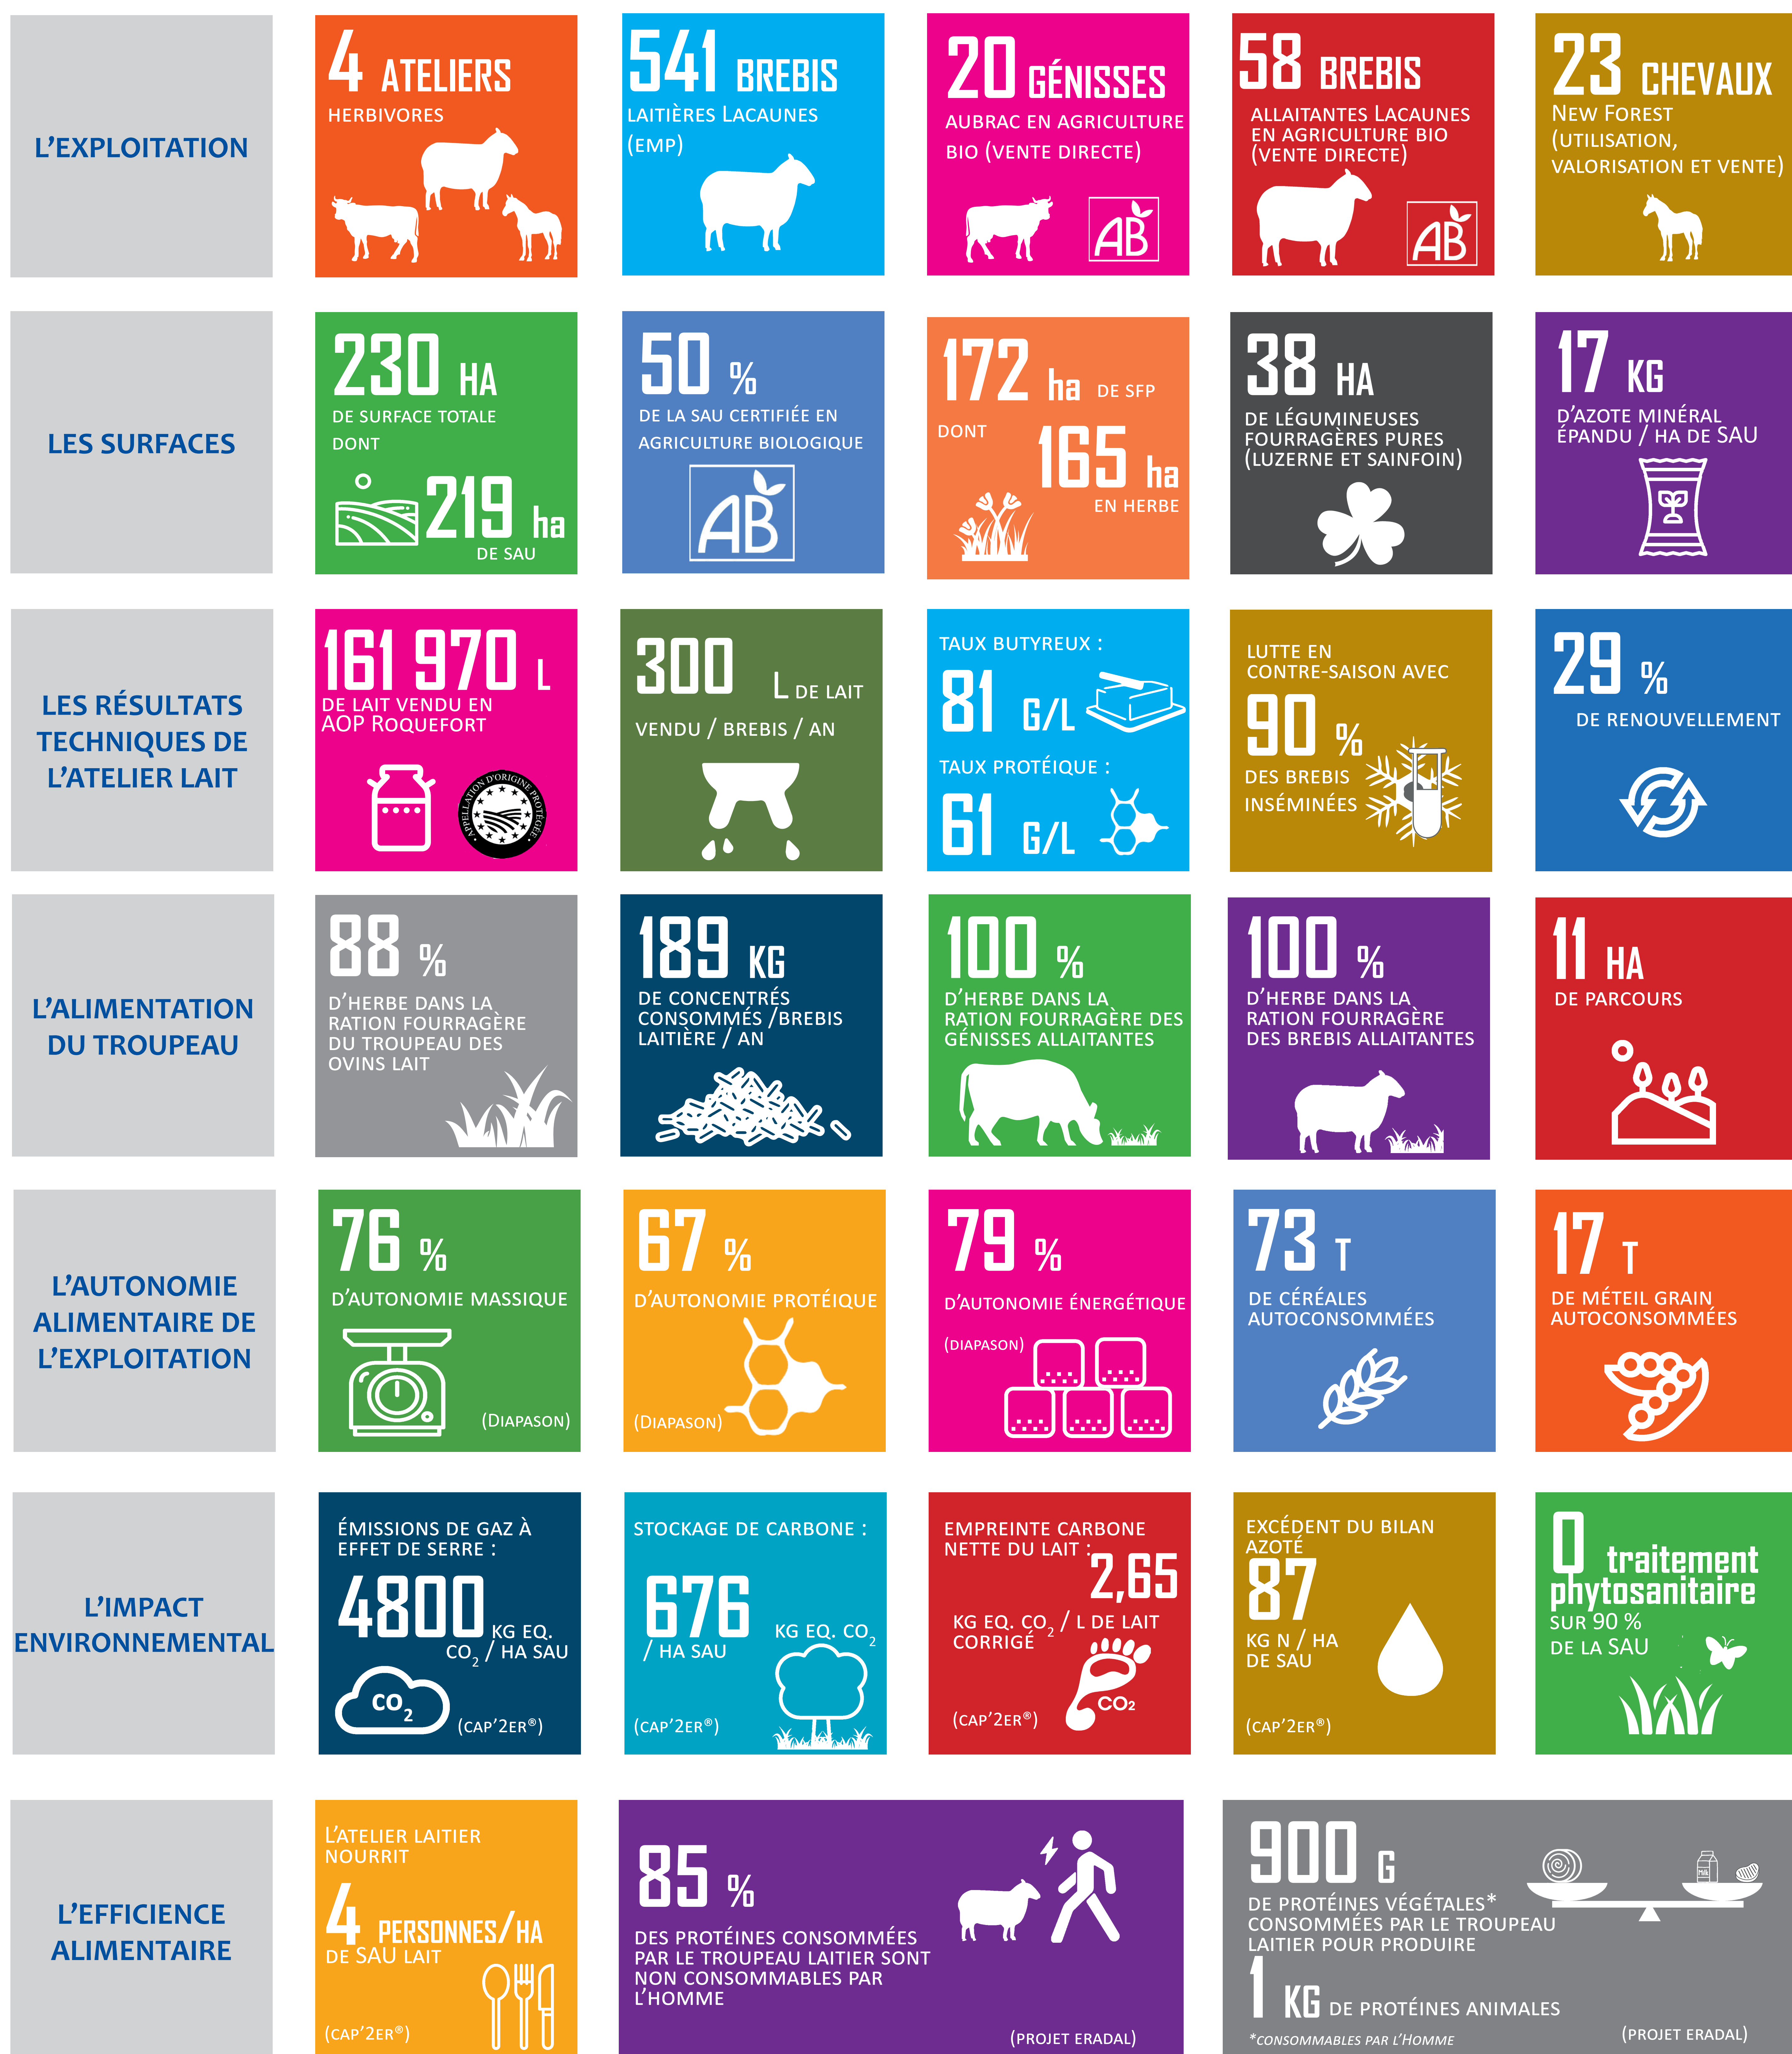 L'EXPLOITATION
4 ATELIERS
HERBIVORES
541 BREBIS
LAITIÈRES LACAUNES
(EMP)
20 GÉNISSES
AUBRAC EN AGRICULTURE
BIO (VENTE DIRECTE)
AB
58 BREBIS
ALLAITANTES LACAUNES
EN AGRICULTURE BIO
(VENTE DIRECTE)
AB
23 CHEVAUX
NEW FOREST
(UTILISATION,
VALORISATION ET VENTE)
LES SURFACES
230 HA
DE SURFACE TOTALE
DONT
219 ha
DE SAU
50 %
DE LA SAU CERTIFIÉE EN
AGRICULTURE BIOLOGIQUE
AB
172 ha DE SFP
DONT
165 ha
EN HERBE
38 HA
DE LÉGUMINEUSES
FOURRAGÈRES PURES
(LUZERNE ET SAINFOIN)
17 KG
D'AZOTE MINÉRAL
ÉPANDU / HA DE SAU
LES RÉSULTATS
TECHNIQUES DE
L'ATELIER LAIT
161 970 L
DE LAIT VENDU EN
AOP ROQUEFORT
APPELLATION D'ORIGINE PROTÉGÉE
300 L DE LAIT
VENDU / BREBIS / AN
TAUX BUTYREUX :
81 G/L
TAUX PROTÉIQUE :
61 G/L
LUTTE EN
CONTRE-SAISON AVEC
90 %
DES BREBIS
INSÉMINÉES
29 %
DE RENOUVELLEMENT
L'ALIMENTATION
DU TROUPEAU
88 %
D'HERBE DANS LA
RATION FOURRAGÈRE
DU TROUPEAU DES
OVINS LAIT
189 KG
DE CONCENTRÉS
CONSOMMÉS /BREBIS
LAITIÈRE / AN
100 %
D'HERBE DANS LA
RATION FOURRAGÈRE DES
GÉNISSES ALLAITANTES
100 %
D'HERBE DANS LA
RATION FOURRAGÈRE
DES BREBIS ALLAITANTES
11 HA
DE PARCOURS
L'AUTONOMIE
ALIMENTAIRE DE
L'EXPLOITATION
76 %
D'AUTONOMIE MASSIQUE
(DIAPASON)
67 %
D'AUTONOMIE PROTÉIQUE
(DIAPASON)
79 %
D'AUTONOMIE ÉNERGÉTIQUE
(DIAPASON)
73 T
DE CÉRÉALES
AUTOCONSOMMÉES
17 T
DE MÉTEIL GRAIN
AUTOCONSOMMÉES
L'IMPACT
ENVIRONNEMENTAL
ÉMISSIONS DE GAZ À
EFFET DE SERRE :
4800 KG EQ.
CO2 / HA SAU
CO2
(CAP'2ER®)
STOCKAGE DE CARBONE :
676 KG EQ. CO2
/ HA SAU
(CAP'2ER®)
EMPREINTE CARBONE
NETTE DU LAIT :
2,65
KG EQ. CO2 / L DE LAIT
CORRIGÉ
CO2
(CAP'2ER®)
EXCÉDENT DU BILAN
AZOTÉ
87
KG N / HA
DE SAU
(CAP'2ER®)
0 traitement
phytosanitaire
SUR 90 %
DE LA SAU
L'EFFICIENCE
ALIMENTAIRE
L'ATELIER LAITIER
NOURRIT
4 PERSONNES/HA
DE SAU LAIT
(CAP'2ER®)
85 %
DES PROTÉINES CONSOMMÉES
PAR LE TROUPEAU LAITIER SONT
NON CONSOMMABLES PAR
L'HOMME
(PROJET ERADAL)
900 G
DE PROTÉINES VÉGÉTALES*
CONSOMMÉES PAR LE TROUPEAU
LAITIER POUR PRODUIRE
1 KG DE PROTÉINES ANIMALES
*CONSOMMABLES PAR L'HOMME
(PROJET ERADAL)
Milk